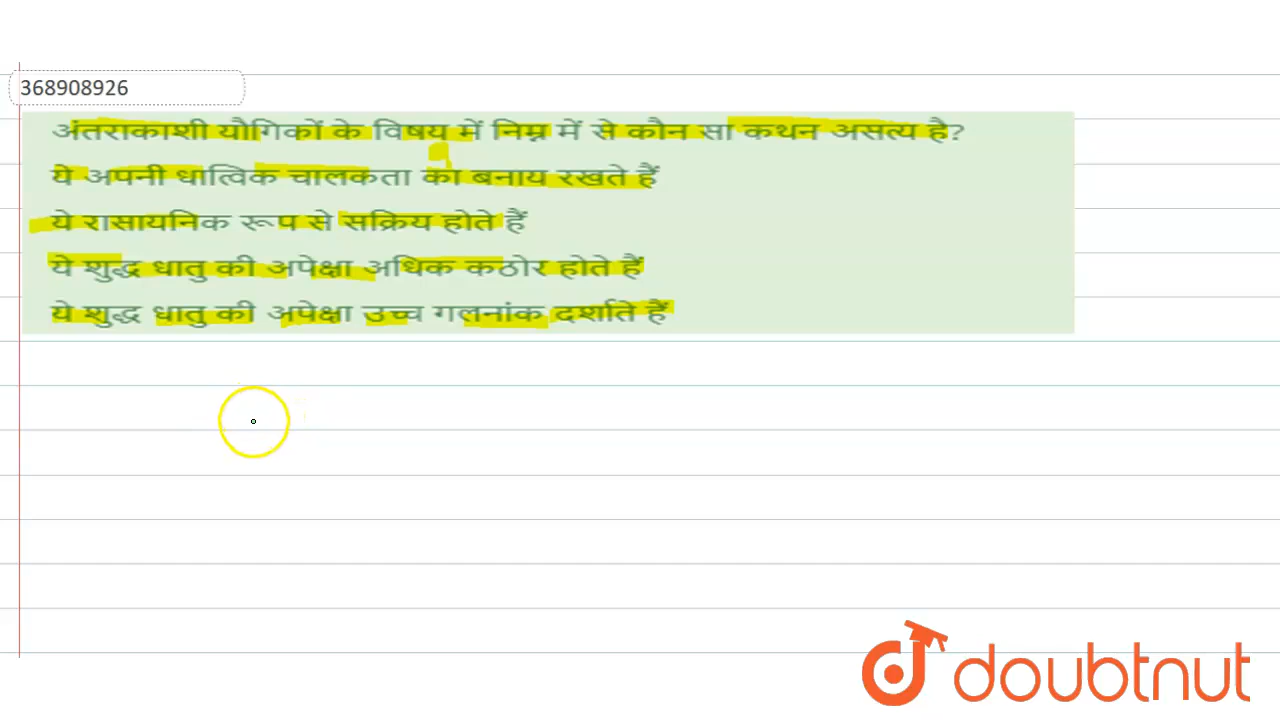 368908926
अंतराकाशी यौगिकों के विषय में निम्न में से कौन सा कथन असत्य है?
ये अपनी धात्विक चालकता का बनाय रखते हैं
ये रासायनिक रूप से सक्रिय होते हैं
ये शुद्ध धातु की अपेक्षा अधिक कठोर होते हैं
ये शुद्ध धातु की अपेक्षा उच्च गलनांक दर्शाते हैं
doubtnut